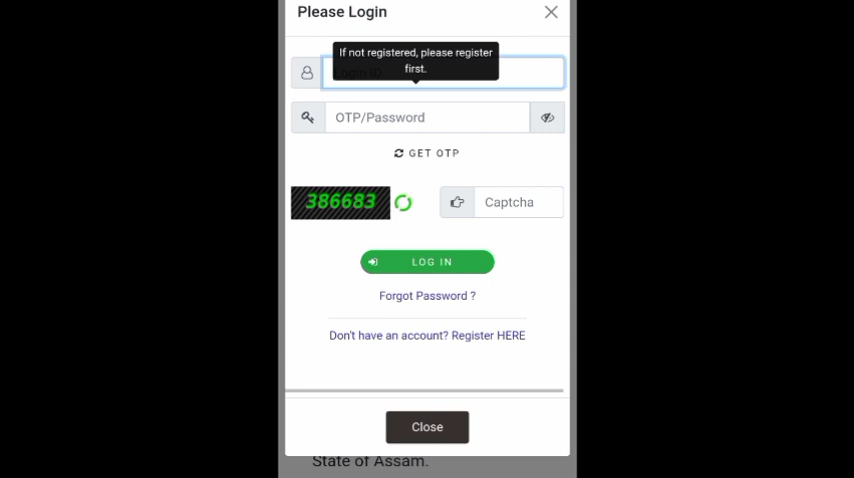 Please Login
If not registered, please register
first.
OTP/Password
GET OTP
386683
Captcha
LOG IN
Forgot Password ?
Don't have an account? Register HERE
Close
State of Assam.